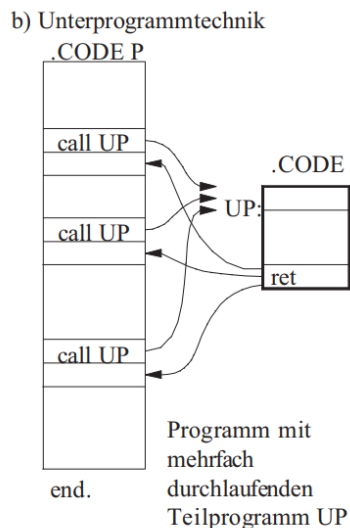 b) Unterprogrammtechnik
.CODE P
call UP
.CODE
UP:
call UP
ret
call UP
Programm mit
mehrfach
end.
durchlaufenden
Teilprogramm UP